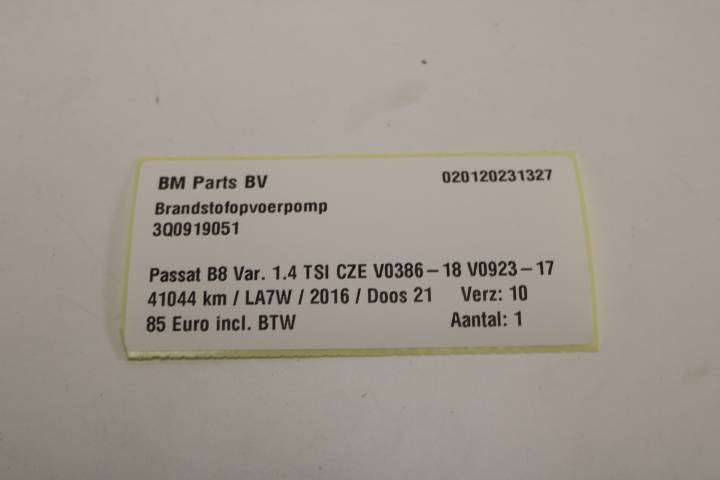 BM Parts BV 020120231327
Brandstofopvoerpomp
3Q0919051
Passat B8 Var. 1.4 TSI CZE V0386-18 V0923-17
41044 km / LA7W / 2016 / Doos 21 Verz: 10
85 Euro incl. BTW Aantal: 1